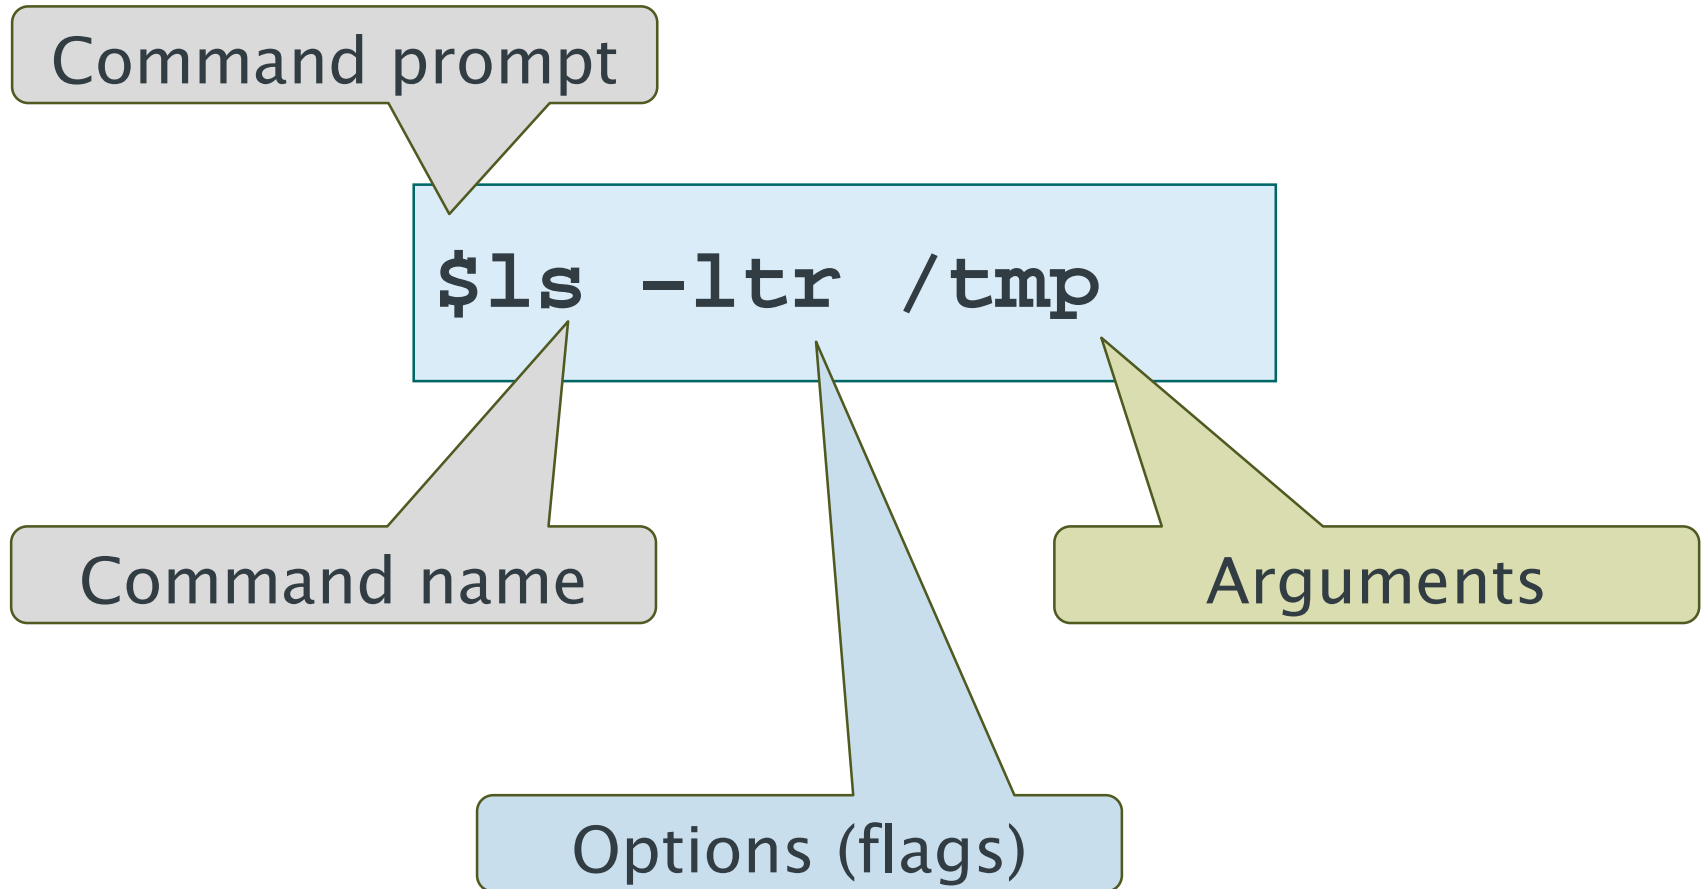 Command prompt
$ls -ltr /tmp
Command name
Arguments
Options (flags)